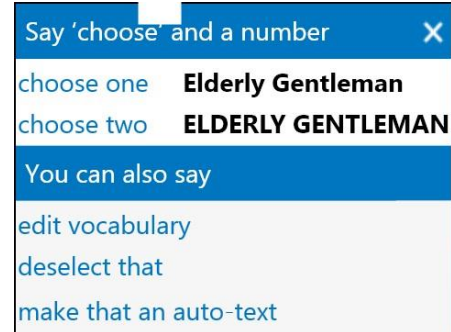 Say ‘choose’ and a number
choose one Elderly Gentleman
choose two ELDERLY GENTLEMAN
You can also say
edit vocabulary
deselect that
make that an auto-text